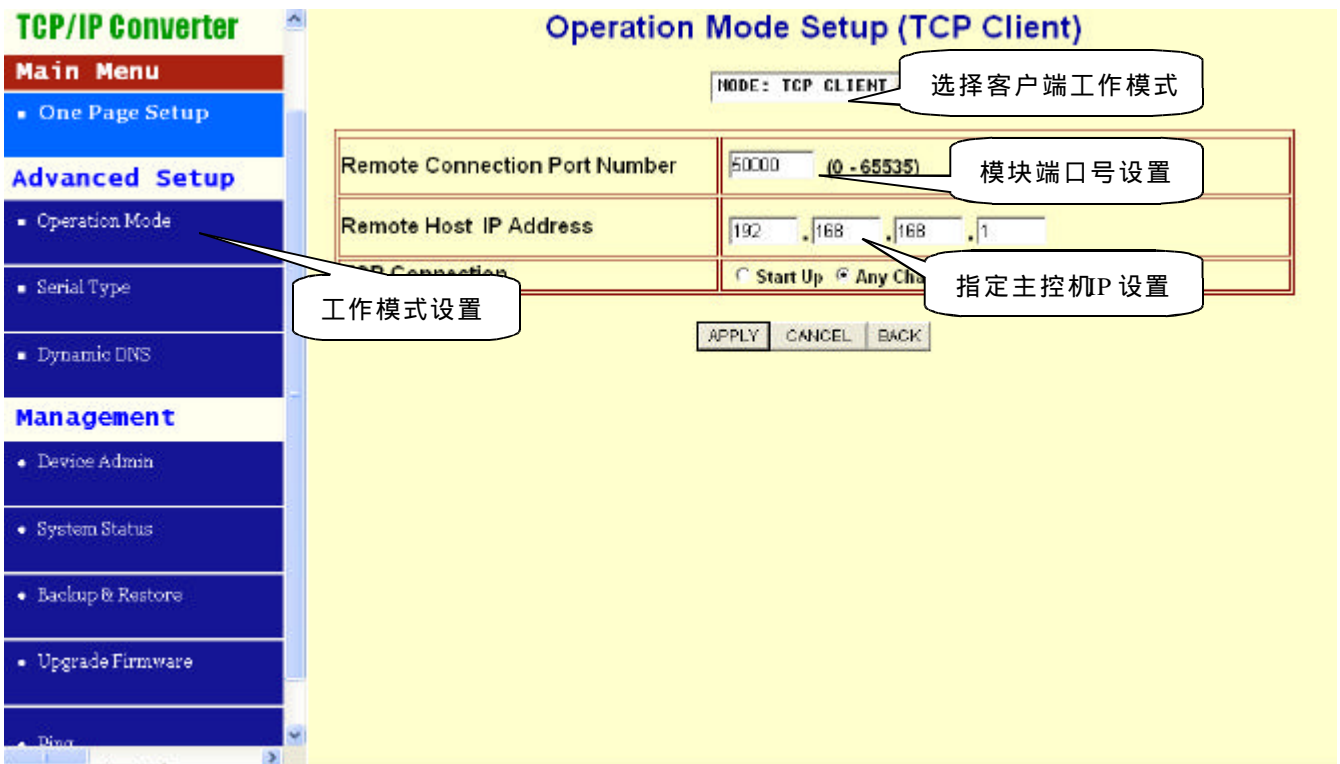 TCP/IP Converter
Main Menu
One Page Setup
Advanced Setup
Operation Mode
Serial Type
Dynamic DNS
Management
Device Admin
System Status
Backup & Restore
Upgrade Firmware
Ping
Operation Mode Setup (TCP Client)
MODE: TCP CLIENT
选择客户端工作模式
Remote Connection Port Number
50000 (0 - 65535)
模块端口号设置
Remote Host IP Address
192 . 168 . 168 . 1
Connection
Start Up Any
指定主控机IP 设置
工作模式设置
APPLY CANCEL BACK